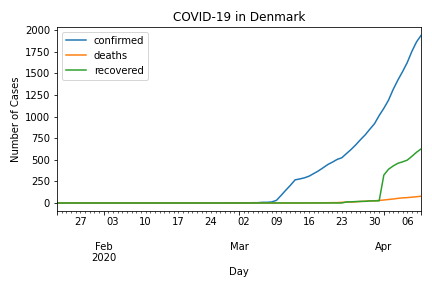 COVID-19 in Denmark
confirmed
deaths
recovered
Number of Cases
2000
1750
1500
1250
1000
750
500
250
0
27 03 10 17 24 02 09 16 23 30 06
Feb Mar Apr
2020
Day